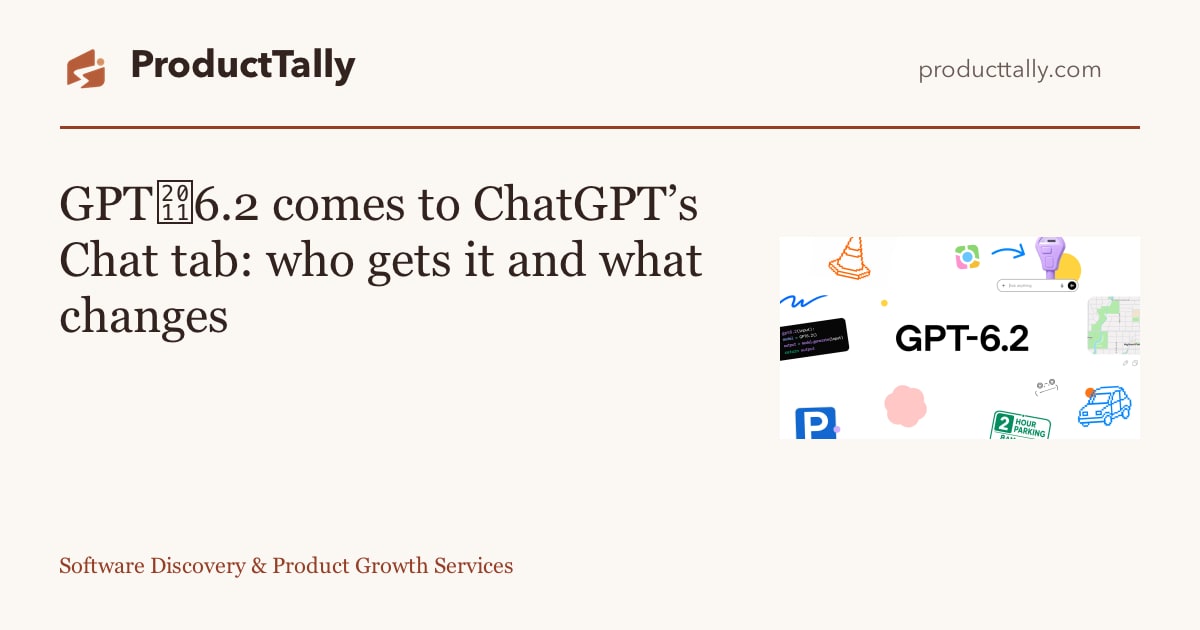 ProductTally
producttally.com
GPT‑6.2 comes to ChatGPT’s
Chat tab: who gets it and what
changes
GPT-6.2
P
2 HOUR
PARKING
Software Discovery & Product Growth Services